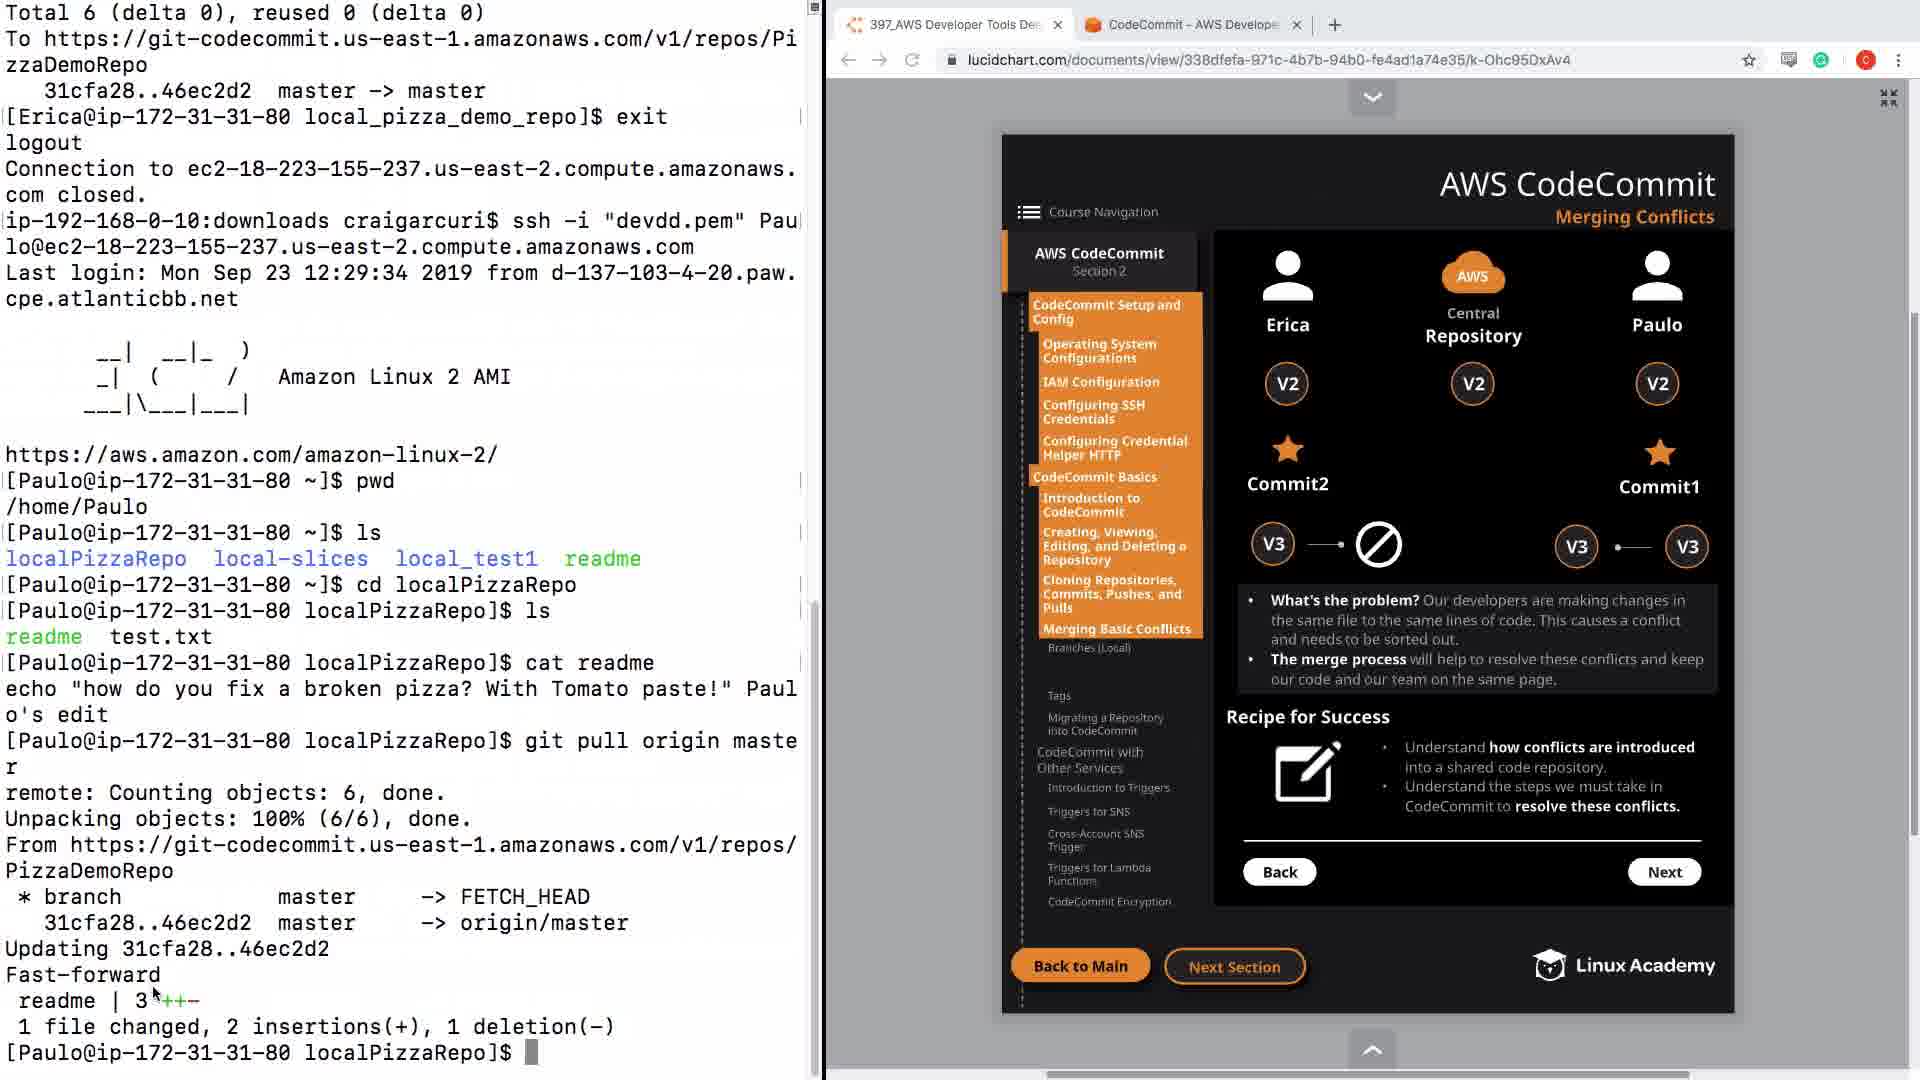 Total 6 (delta 0), reused 0 (delta 0)
To https://git-codecommit.us-east-1.amazonaws.com/v1/repos/Pi
zzaDemoRepo
31cfa28..46ec2d2 master -> master
[Erica@ip-172-31-31-80 local_pizza_demo_repo]$ exit
logout
Connection to ec2-18-223-155-237.us-east-2.compute.amazonaws.
com closed.
ip-192-168-0-10:downloads craigarcuri$ ssh -i "devdd.pem" Pau
lo@ec2-18-223-155-237.us-east-2.compute.amazonaws.com
Last login: Mon Sep 23 12:29:34 2019 from d-137-103-4-20.paw.
cpe.atlanticbb.net
__| __|_ )
_| ( / Amazon Linux 2 AMI
___|\___|___|
https://aws.amazon.com/amazon-linux-2/
[Paulo@ip-172-31-31-80 ~]$ pwd
/home/Paulo
[Paulo@ip-172-31-31-80 ~]$ ls
localPizzaRepo local-slices local_test1 readme
[Paulo@ip-172-31-31-80 ~]$ cd localPizzaRepo
[Paulo@ip-172-31-31-80 localPizzaRepo]$ ls
readme test.txt
[Paulo@ip-172-31-31-80 localPizzaRepo]$ cat readme
echo "how do you fix a broken pizza? With Tomato paste!" Paul
o's edit
[Paulo@ip-172-31-31-80 localPizzaRepo]$ git pull origin maste
r
remote: Counting objects: 6, done.
Unpacking objects: 100% (6/6), done.
From https://git-codecommit.us-east-1.amazonaws.com/v1/repos/
PizzaDemoRepo
* branch master -> FETCH_HEAD
31cfa28..46ec2d2 master -> origin/master
Updating 31cfa28..46ec2d2
Fast-forward
readme | 3 ++-
1 file changed, 2 insertions(+), 1 deletion(-)
[Paulo@ip-172-31-31-80 localPizzaRepo]$
397_AWS Developer Tools De
CodeCommit - AWS Develope
lucidchart.com/documents/view/338dfefa-971c-4b7b-94b0-fe4ad1a74e35/k-Ohc95DxAv4
C
AWS CodeCommit
Merging Conflicts
Course Navigation
AWS CodeCommit
Section 2
CodeCommit Setup and
Config
Operating System
Configurations
IAM Configuration
Configuring SSH
Credentials
Configuring Credential
Helper HTTP
CodeCommit Basics
Introduction to
CodeCommit
Creating, Viewing,
Editing, and Deleting a
Repository
Cloning Repositories,
Commits, Pushes, and
Pulls
Merging Basic Conflicts
Branches (Local)
Tags
Migrating a Repository
into CodeCommit
CodeCommit with
Other Services
Introduction to Triggers
Triggers for SNS
Cross-Account SNS
Trigger
Triggers for Lambda
Functions
CodeCommit Encryption
AWS
Erica
Central
Repository
Paulo
V2
V2
V2
Commit2
Commit1
V3
V3
V3
• What's the problem? Our developers are making changes in
the same file to the same lines of code. This causes a conflict
and needs to be sorted out.
• The merge process will help to resolve these conflicts and keep
our code and our team on the same page.
Recipe for Success
• Understand how conflicts are introduced
into a shared code repository.
• Understand the steps we must take in
CodeCommit to resolve these conflicts.
Back
Next
Back to Main
Next Section
Linux Academy